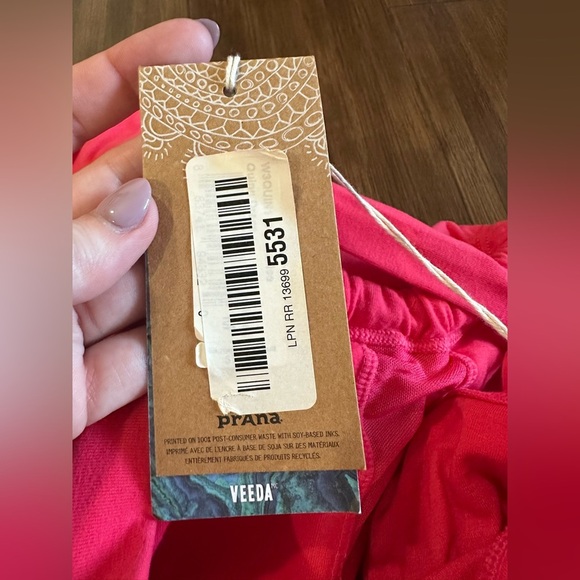 LPN RR 13699 5531
prAna
PRINTED ON 100% POST-CONSUMER WASTE WITH SOY-BASED INKS.
IMPRIMÉ AVEC DE L'ENCRE À BASE DE SOJA SUR DES MATÉRIAUX
ENTIÈREMENT FABRIQUÉS DE PRODUITS RECYCLÉS.
VEEDA